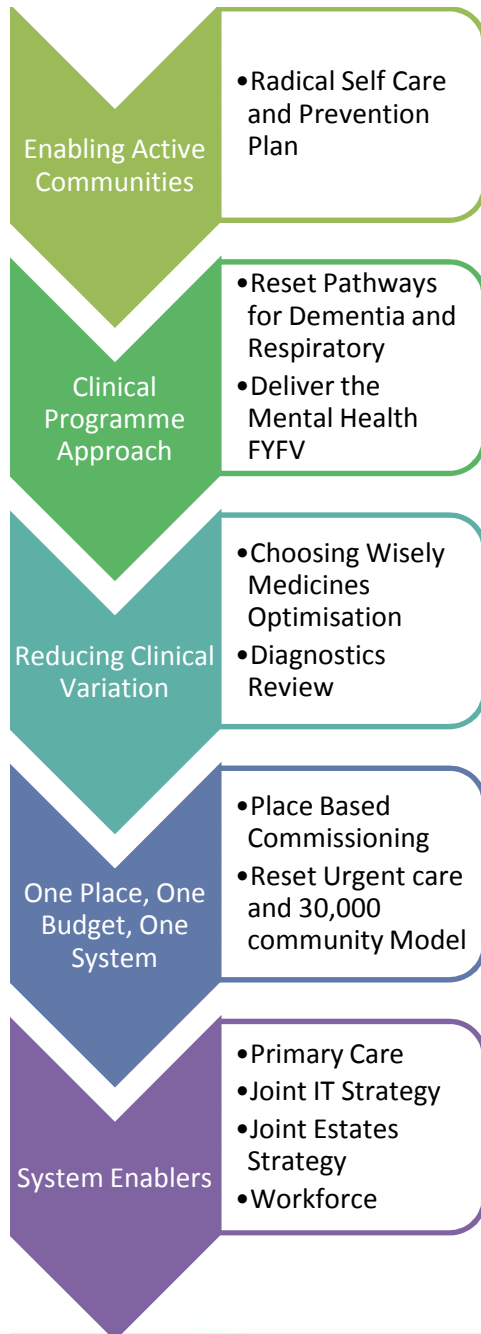 Enabling Active
Communities
•Radical Self Care
and Prevention
Plan
Clinical
Programme
Approach
•Reset Pathways
for Dementia and
Respiratory
•Deliver the
Mental Health
FYFV
Reducing Clinical
Variation
•Choosing Wisely
Medicines
Optimisation
•Diagnostics
Review
One Place, One
Budget, One
System
•Place Based
Commissioning
•Reset Urgent care
and 30,000
community Model
System Enablers
•Primary Care
•Joint IT Strategy
•Joint Estates
Strategy
•Workforce